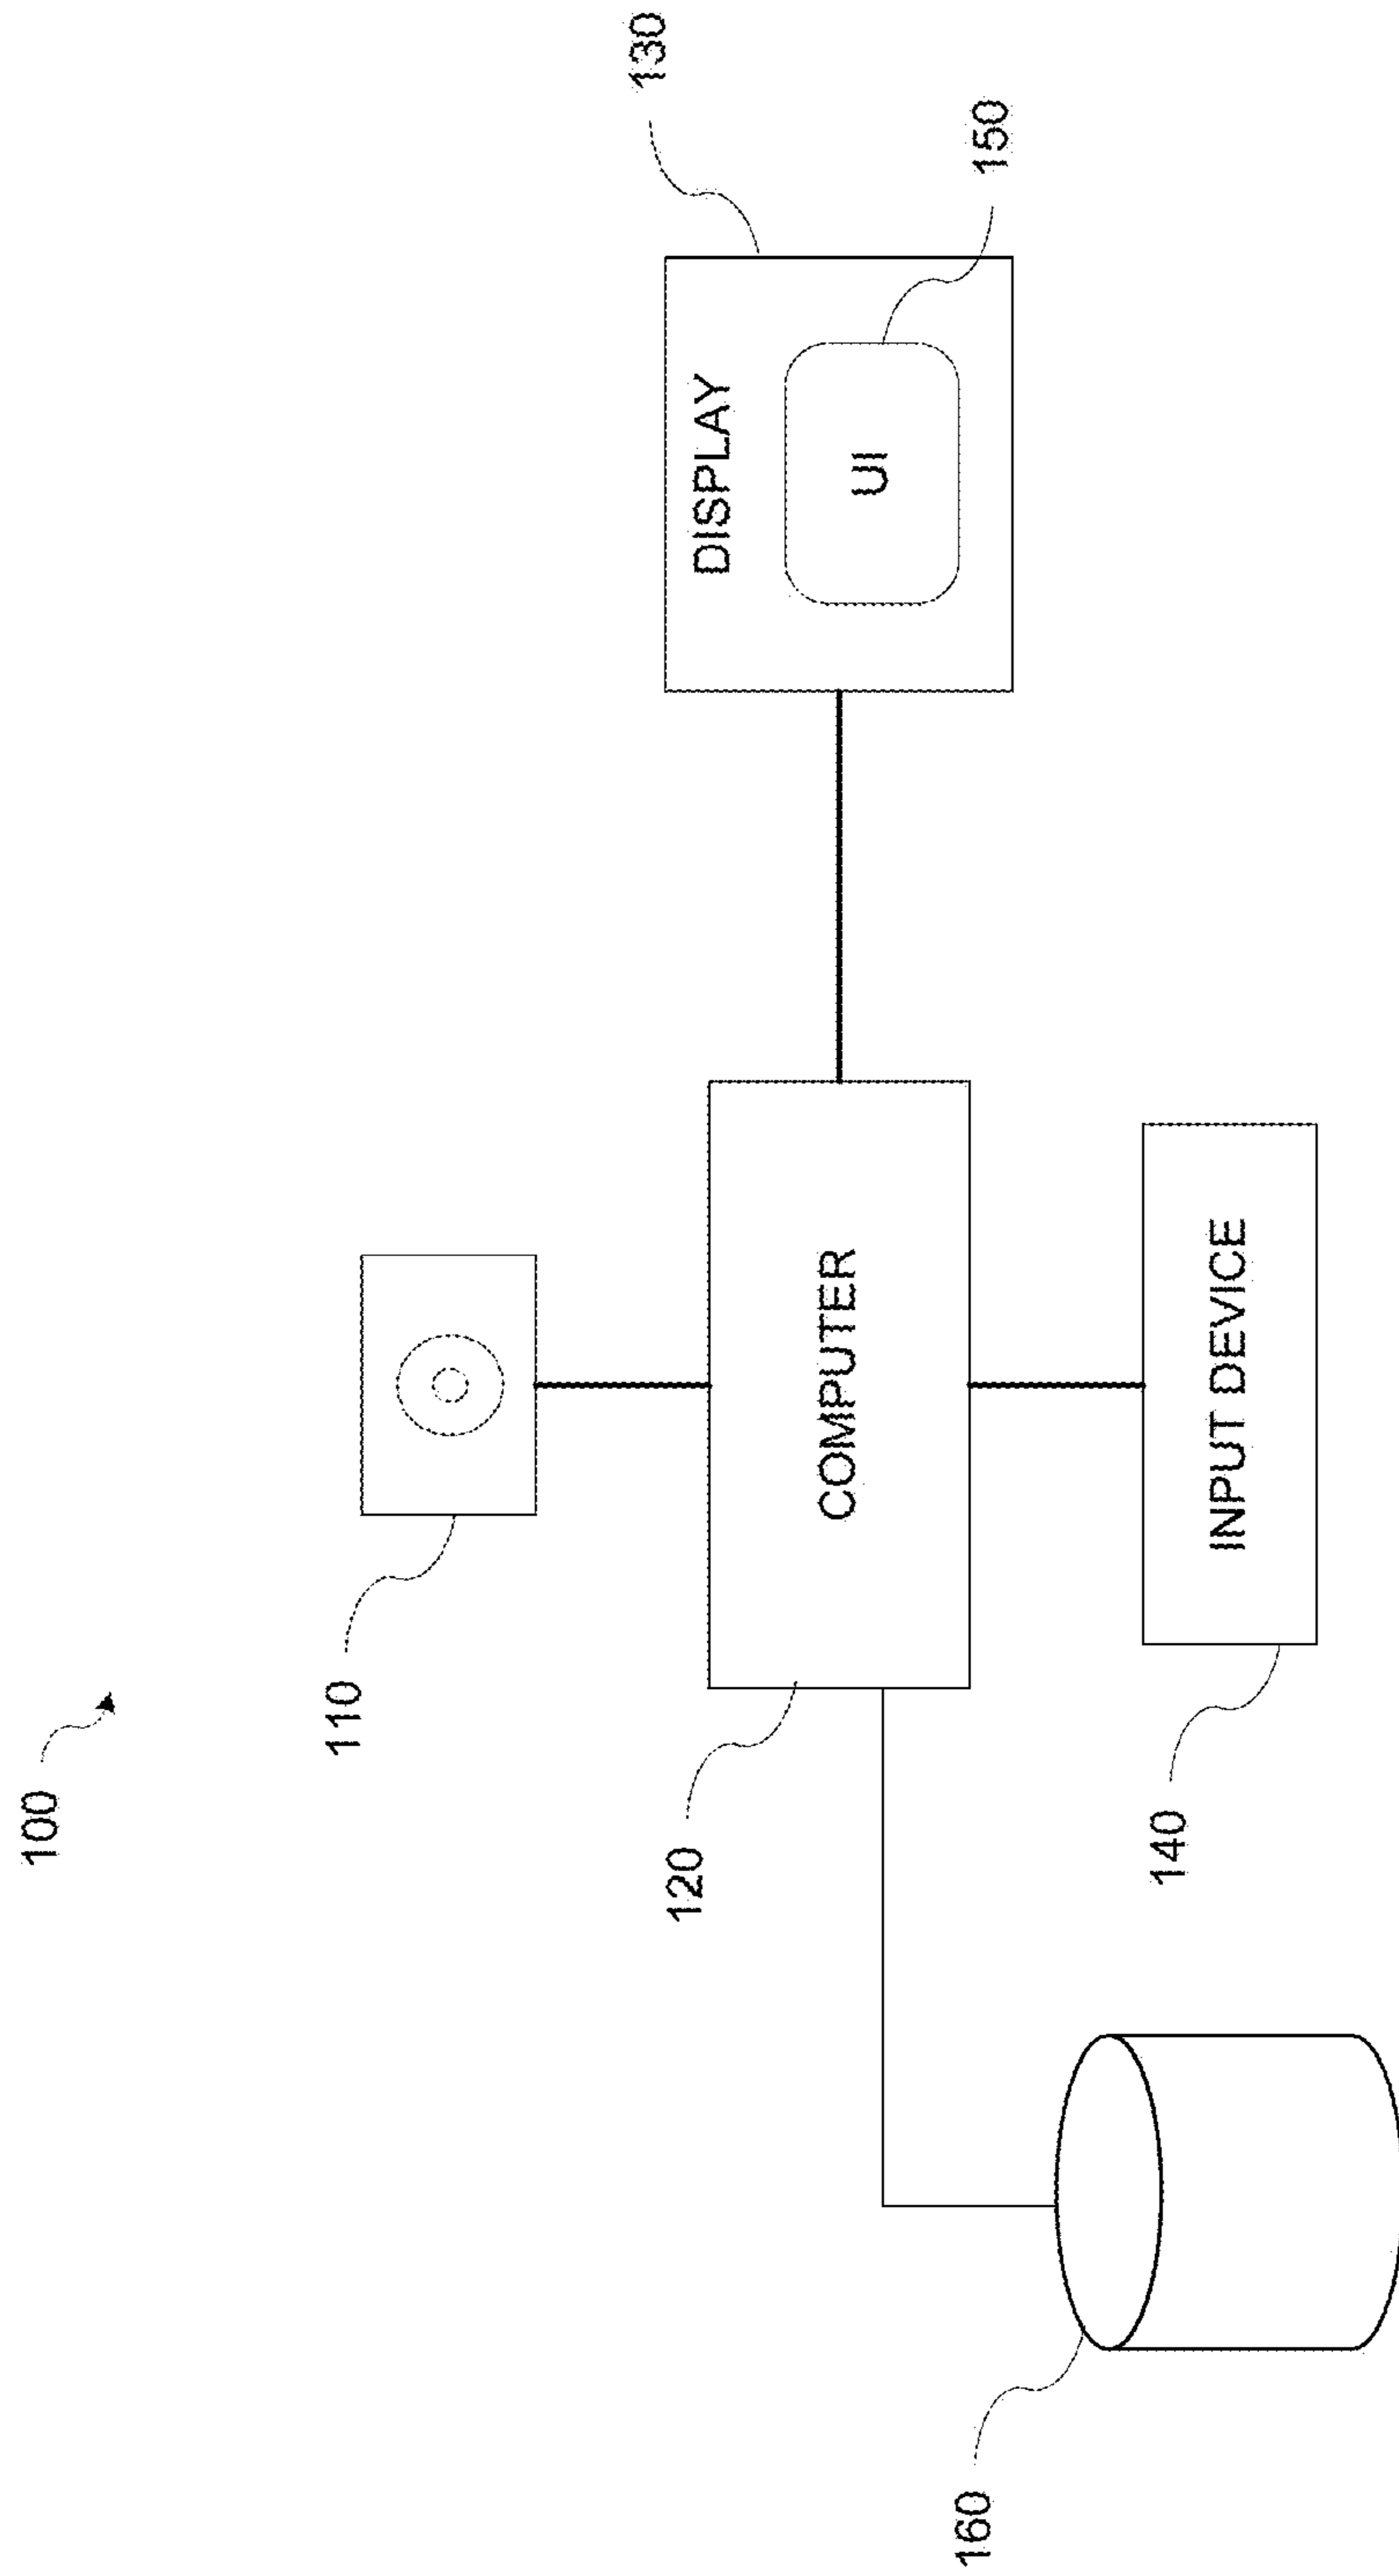 100
110
130
DISPLAY
UI
150
120
COMPUTER
140
INPUT DEVICE
160